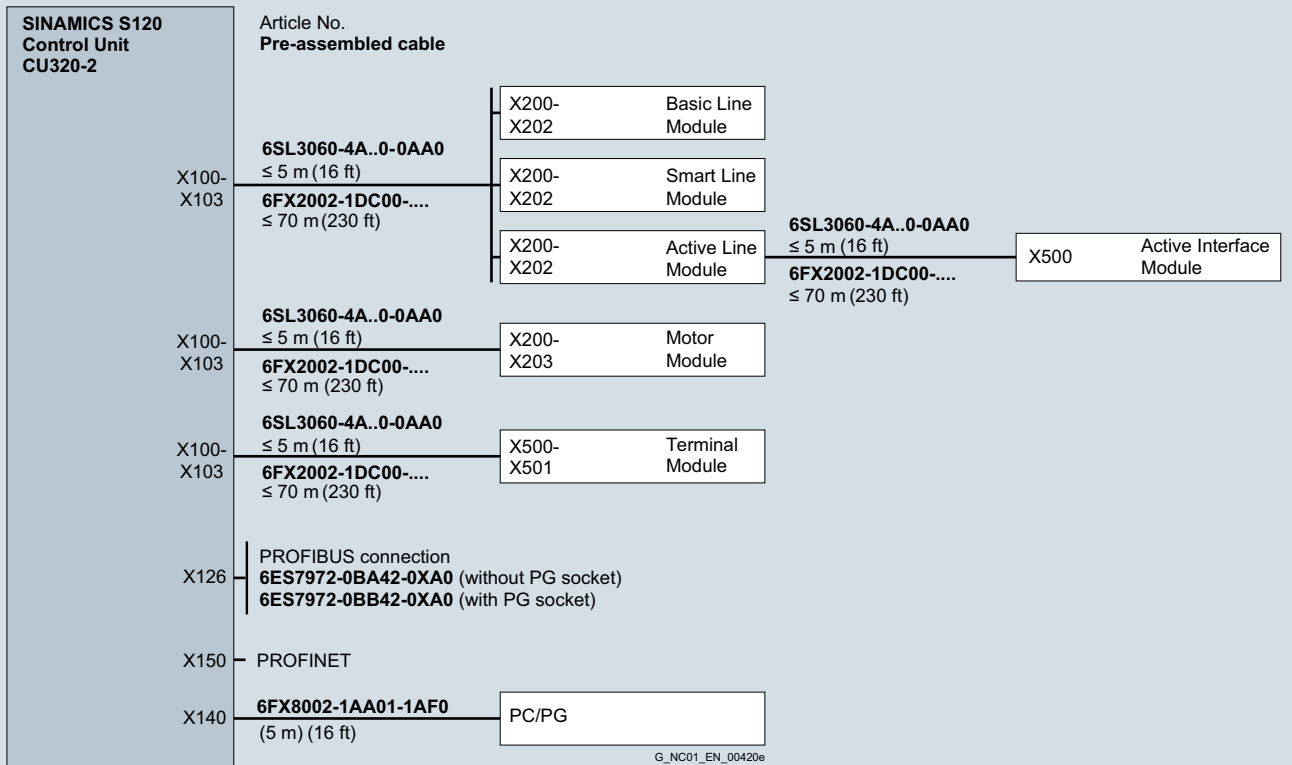 SINAMICS S120
Control Unit
CU320-2
Article No.
Pre-assembled cable
X100-
X103
6SL3060-4A..0-0AA0
≤ 5 m (16 ft)
6FX2002-1DC00-....
≤ 70 m (230 ft)
X200- Basic Line
X202 Module
X200- Smart Line
X202 Module
X200- Active Line
X202 Module
6SL3060-4A..0-0AA0
≤ 5 m (16 ft)
6FX2002-1DC00-....
≤ 70 m (230 ft)
X500 Active Interface
Module
X100-
X103
6SL3060-4A..0-0AA0
≤ 5 m (16 ft)
6FX2002-1DC00-....
≤ 70 m (230 ft)
X200- Motor
X203 Module
X100-
X103
6SL3060-4A..0-0AA0
≤ 5 m (16 ft)
6FX2002-1DC00-....
≤ 70 m (230 ft)
X500- Terminal
X501 Module
X126
PROFIBUS connection
6ES7972-0BA42-0XA0 (without PG socket)
6ES7972-0BB42-0XA0 (with PG socket)
X150 PROFINET
X140
6FX8002-1AA01-1AF0
(5 m) (16 ft)
PC/PG
G_NC01_EN_00420e